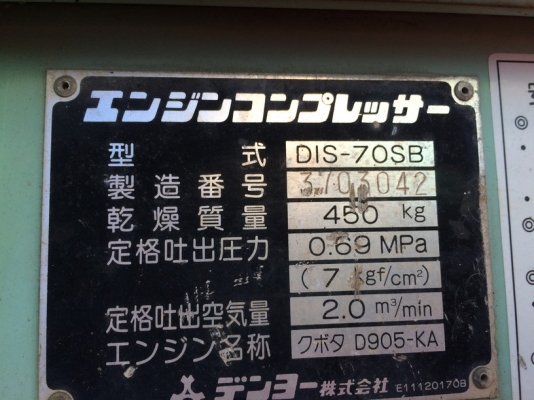 エンジンコンプレッサー
型式 DIS-70SB
製造番号 3703042
乾燥質量 450 kg
定格吐出圧力 0.69 MPa
(7 kgf/cm²)
定格吐出空気量 2.0 m³/min
エンジン名称 クボタ D905-KA
デンヨー株式会社 E11120170B